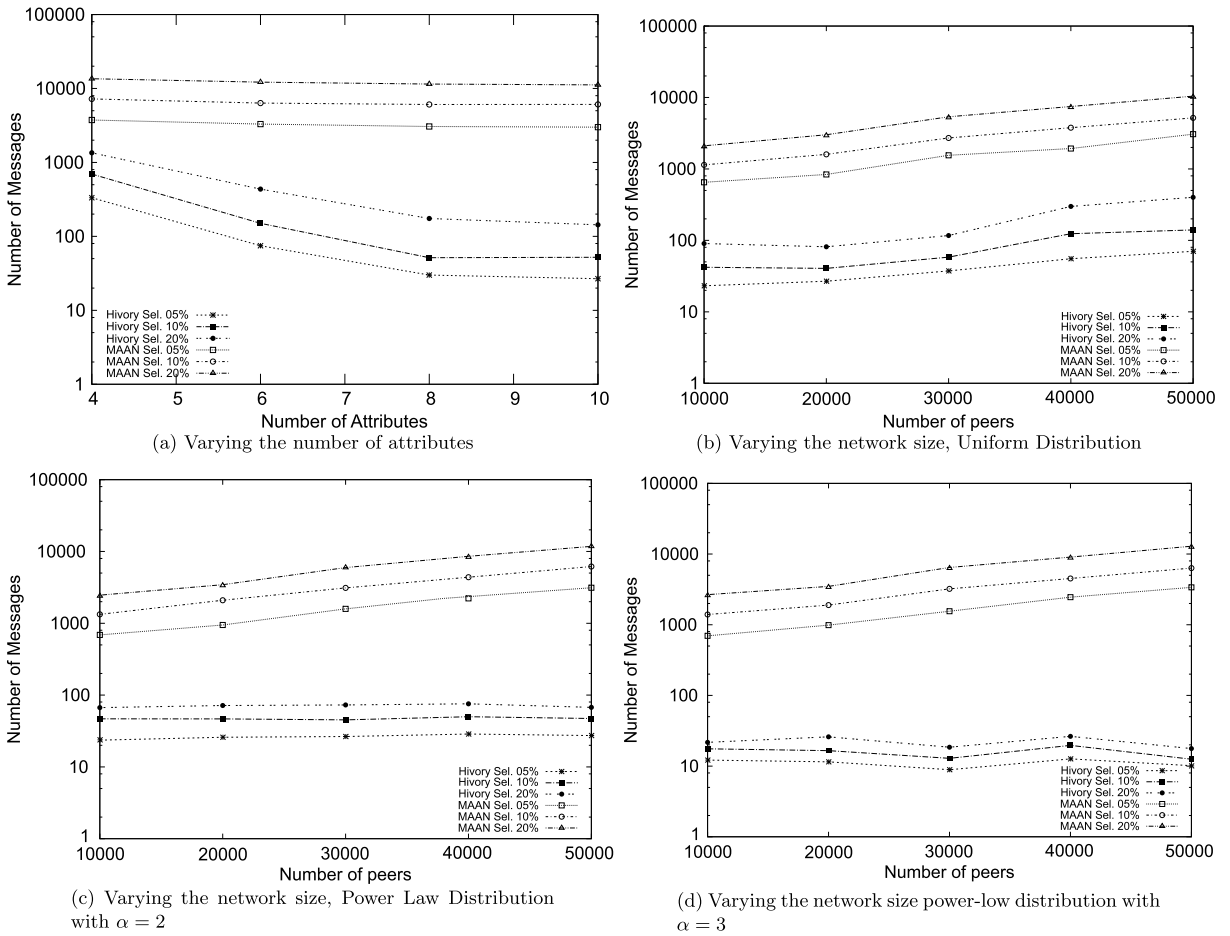 100000
10000
1000
100
10
1
Number of Messages
Hivory Sel. 05%
Hivory Sel. 10%
Hivory Sel. 20%
MAAN Sel. 05%
MAAN Sel. 10%
MAAN Sel. 20%
4 5 6 7 8 9 10
Number of Attributes
(a) Varying the number of attributes
100000
10000
1000
100
10
1
Number of Messages
Hivory Sel. 05%
Hivory Sel. 10%
Hivory Sel. 20%
MAAN Sel. 05%
MAAN Sel. 10%
MAAN Sel. 20%
10000 20000 30000 40000 50000
Number of peers
(b) Varying the network size, Uniform Distribution
100000
10000
1000
100
10
1
Number of Messages
Hivory Sel. 05%
Hivory Sel. 10%
Hivory Sel. 20%
MAAN Sel. 05%
MAAN Sel. 10%
MAAN Sel. 20%
10000 20000 30000 40000 50000
Number of peers
(c) Varying the network size, Power Law Distribution
with α = 2
100000
10000
1000
100
10
1
Number of Messages
Hivory Sel. 05%
Hivory Sel. 10%
Hivory Sel. 20%
MAAN Sel. 05%
MAAN Sel. 10%
MAAN Sel. 20%
10000 20000 30000 40000 50000
Number of peers
(d) Varying the network size power-low distribution with
α = 3